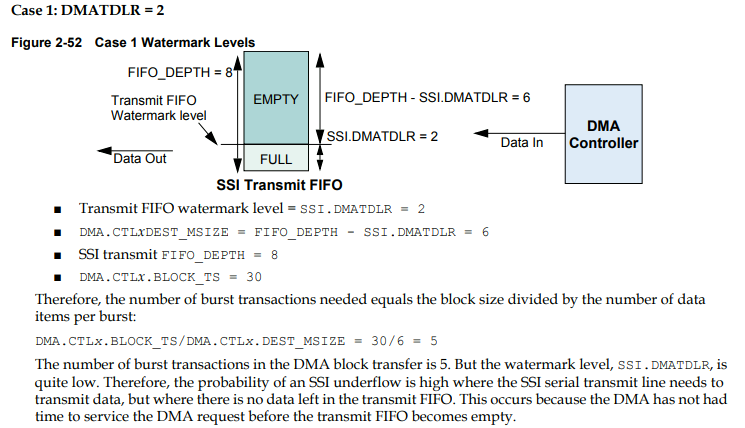 Case 1: DMATDLR = 2
Figure 2-52 Case 1 Watermark Levels
FIFO_DEPTH = 8
Transmit FIFO
Watermark level
EMPTY
FIFO_DEPTH - SSI.DMATDLR = 6
SSI.DMATDLR = 2
Data Out
FULL
Data In
DMA
Controller
SSI Transmit FIFO
■ Transmit FIFO watermark level = SSI.DMATDLR = 2
■ DMA.CTLxDEST_MSIZE = FIFO_DEPTH - SSI.DMATDLR = 6
■ SSI transmit FIFO_DEPTH = 8
■ DMA.CTLx.BLOCK_TS = 30
Therefore, the number of burst transactions needed equals the block size divided by the number of data
items per burst:
DMA.CTLx.BLOCK_TS/DMA.CTLx.DEST_MSIZE = 30/6 = 5
The number of burst transactions in the DMA block transfer is 5. But the watermark level, SSI.DMATDLR, is
quite low. Therefore, the probability of an SSI underflow is high where the SSI serial transmit line needs to
transmit data, but where there is no data left in the transmit FIFO. This occurs because the DMA has not had
time to service the DMA request before the transmit FIFO becomes empty.